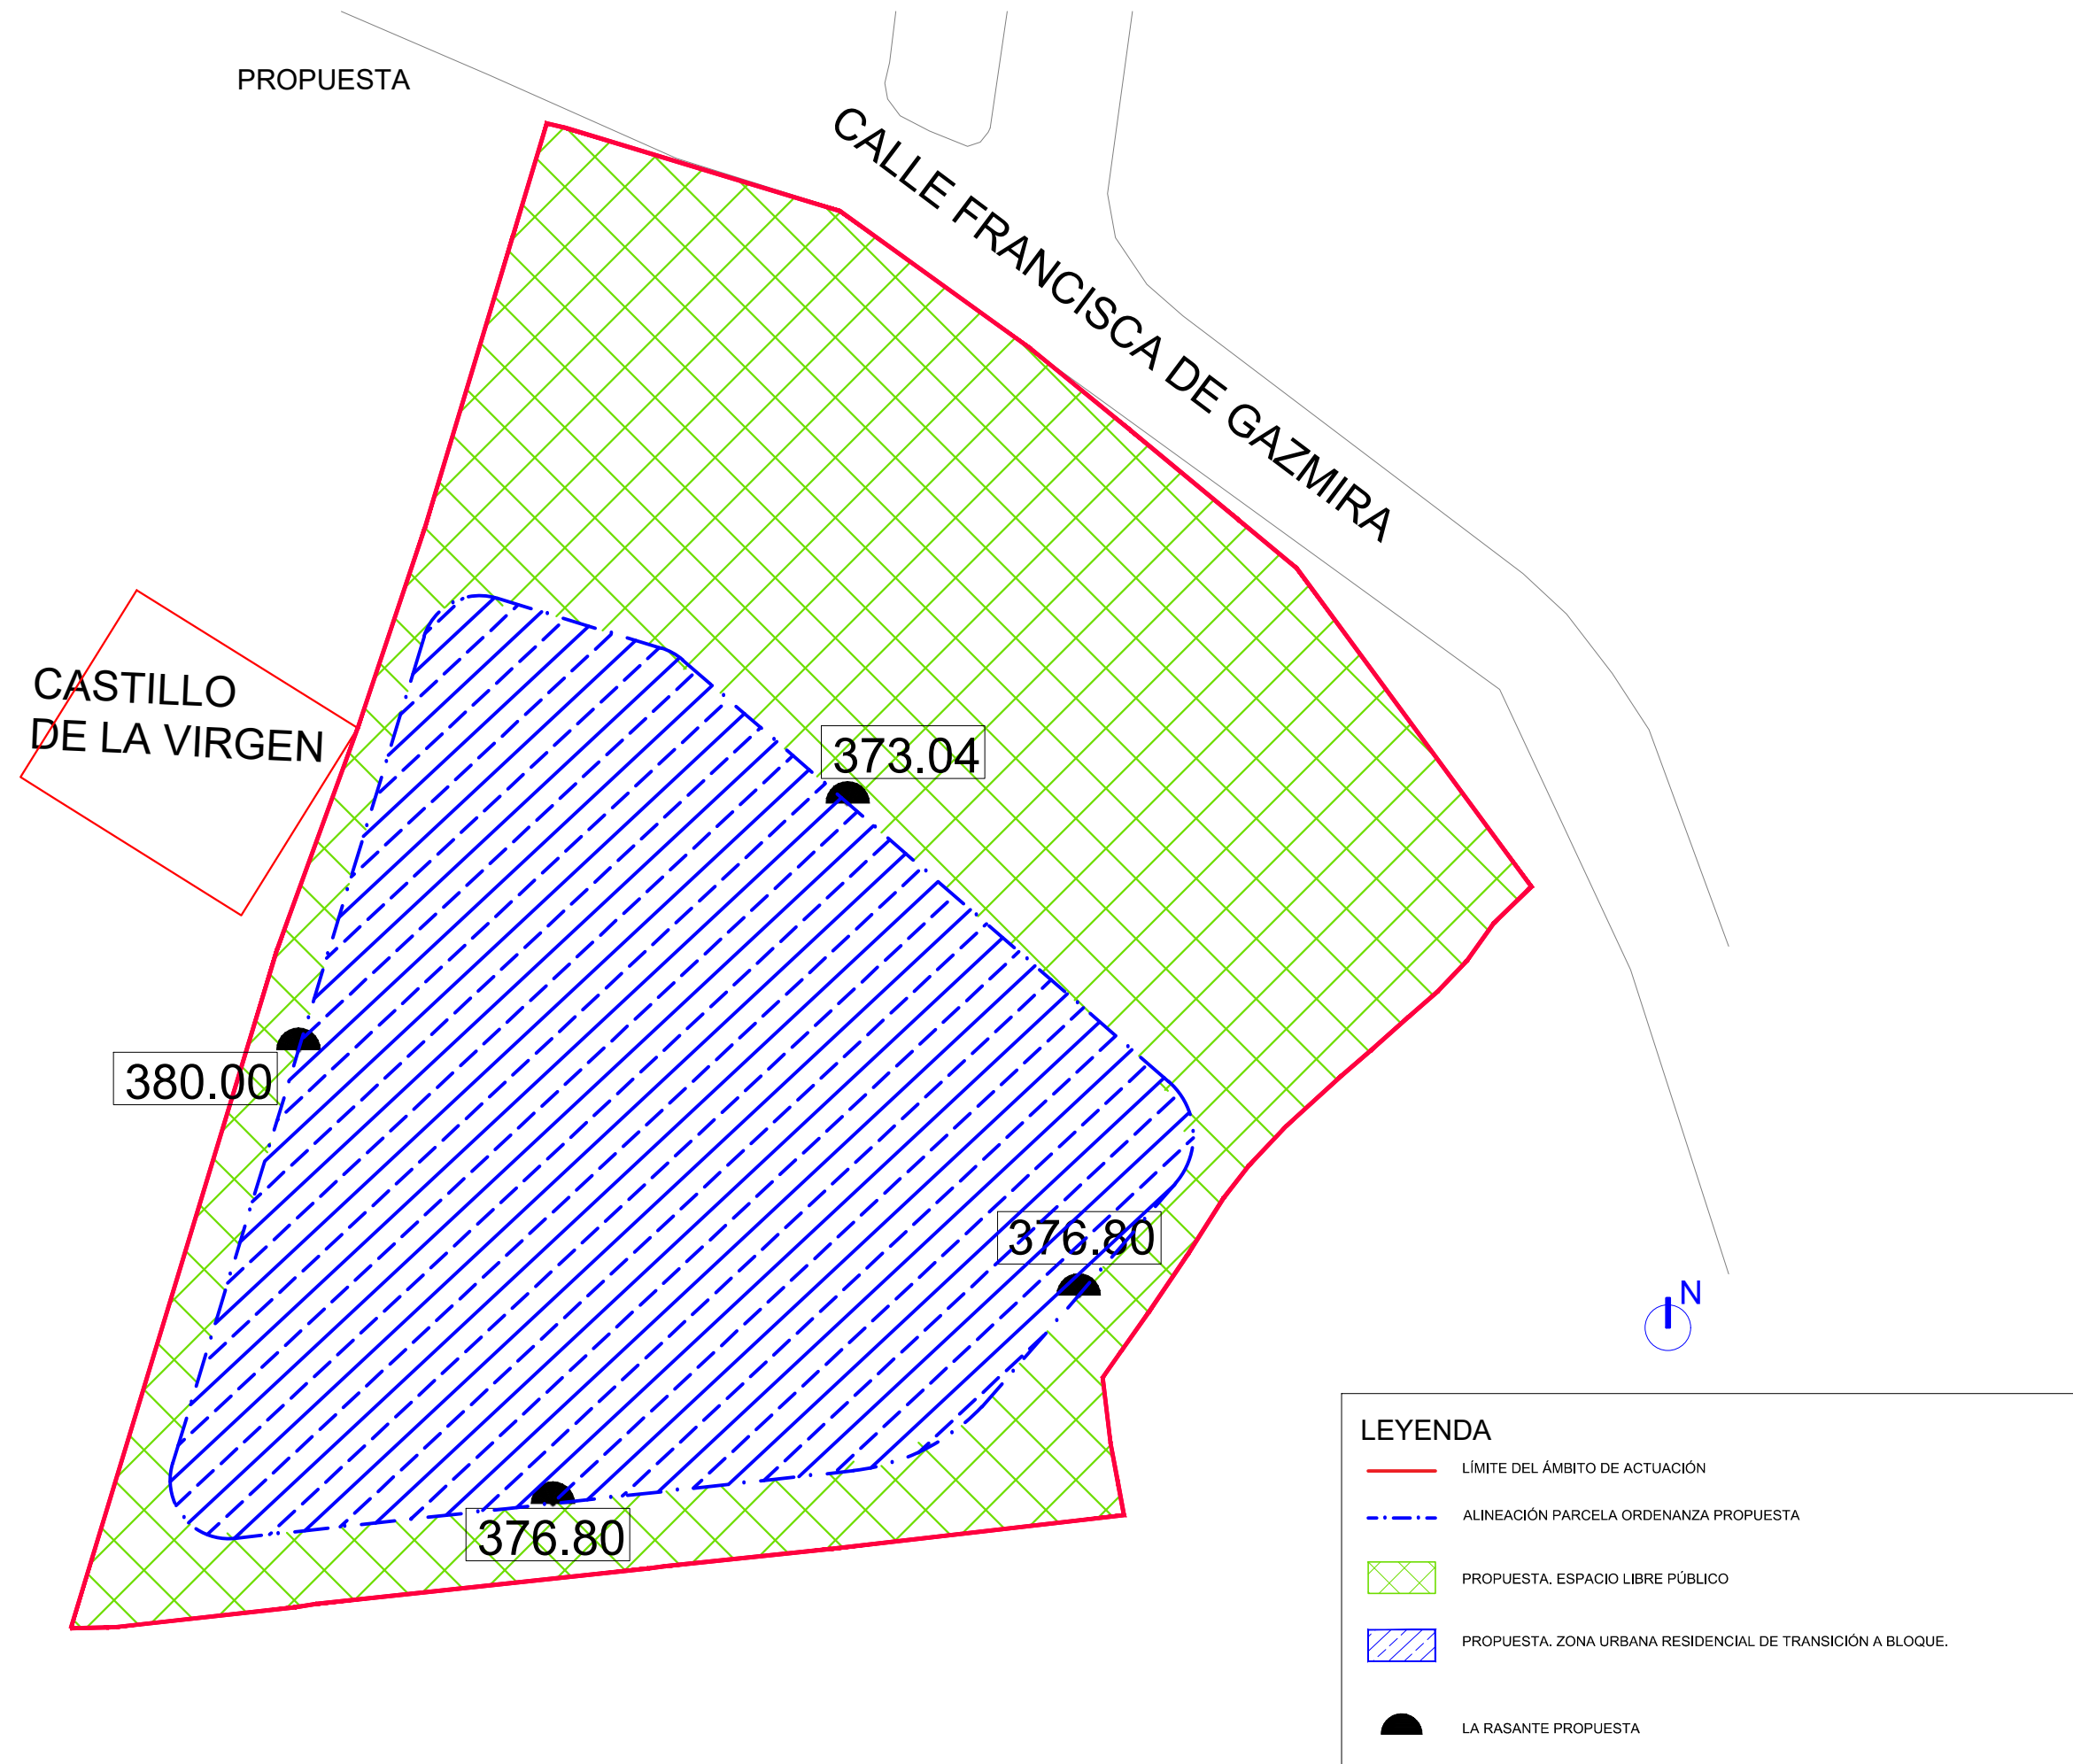 PROPUESTA
CALLE FRANCISCA DE GAZMIRA
CASTILLO
DE LA VIRGEN
373.04
380.00
376.80
376.80
N
LEYENDA
LÍMITE DEL ÁMBITO DE ACTUACIÓN
ALINEACIÓN PARCELA ORDENANZA PROPUESTA
PROPUESTA. ESPACIO LIBRE PÚBLICO
PROPUESTA. ZONA URBANA RESIDENCIAL DE TRANSICIÓN A BLOQUE.
LA RASANTE PROPUESTA